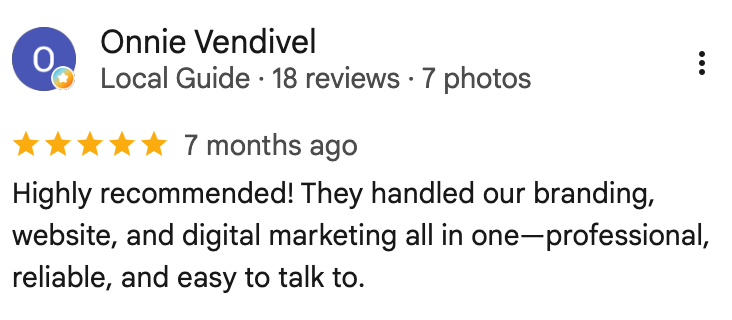 O
Onnie Vendivel
Local Guide · 18 reviews · 7 photos
7 months ago
Highly recommended! They handled our branding,
website, and digital marketing all in one—professional,
reliable, and easy to talk to.